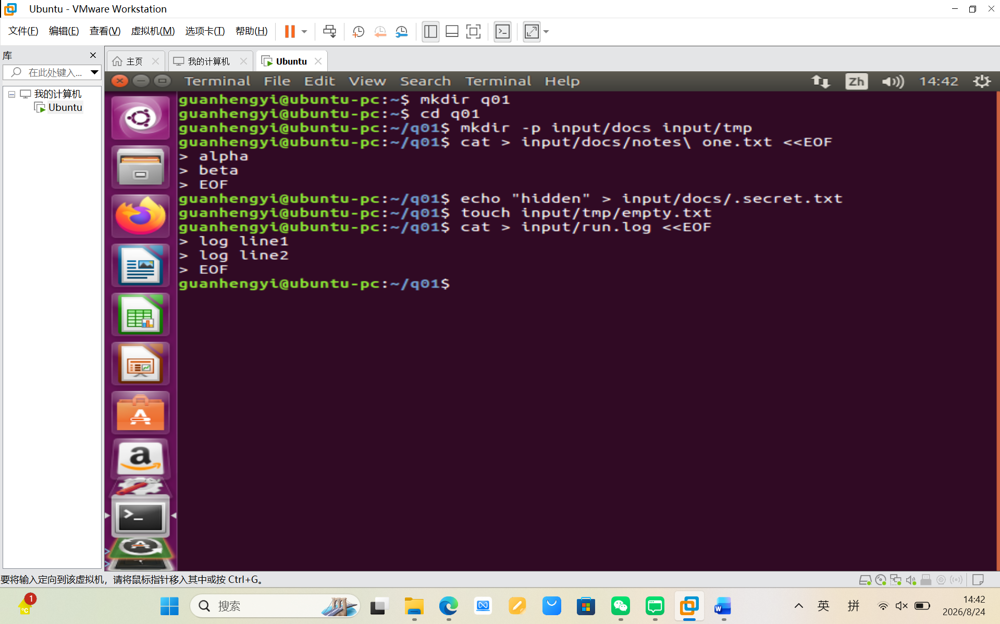 Ubuntu - VMware Workstation
文件(F) 编辑(E) 查看(V) 虚拟机(M) 选项卡(T) 帮助(H)
库
主页 我的计算机 Ubuntu
在此处键入...
Terminal File Edit View Search Terminal Help Zh 14:42
我的计算机
Ubuntu
guanhengyi@ubuntu-pc:~$ mkdir q01
guanhengyi@ubuntu-pc:~$ cd q01
guanhengyi@ubuntu-pc:~/q01$ mkdir -p input/docs input/tmp
guanhengyi@ubuntu-pc:~/q01$ cat > input/docs/notes\ one.txt <<EOF
> alpha
> beta
> EOF
guanhengyi@ubuntu-pc:~/q01$ echo "hidden" > input/docs/.secret.txt
guanhengyi@ubuntu-pc:~/q01$ touch input/tmp/empty.txt
guanhengyi@ubuntu-pc:~/q01$ cat > input/run.log <<EOF
> log line1
> log line2
> EOF
guanhengyi@ubuntu-pc:~/q01$
要将输入定向到该虚拟机，请将鼠标指针移入其中或按 Ctrl+G。
1
°C
搜索
英 拼
14:42
2026/8/24